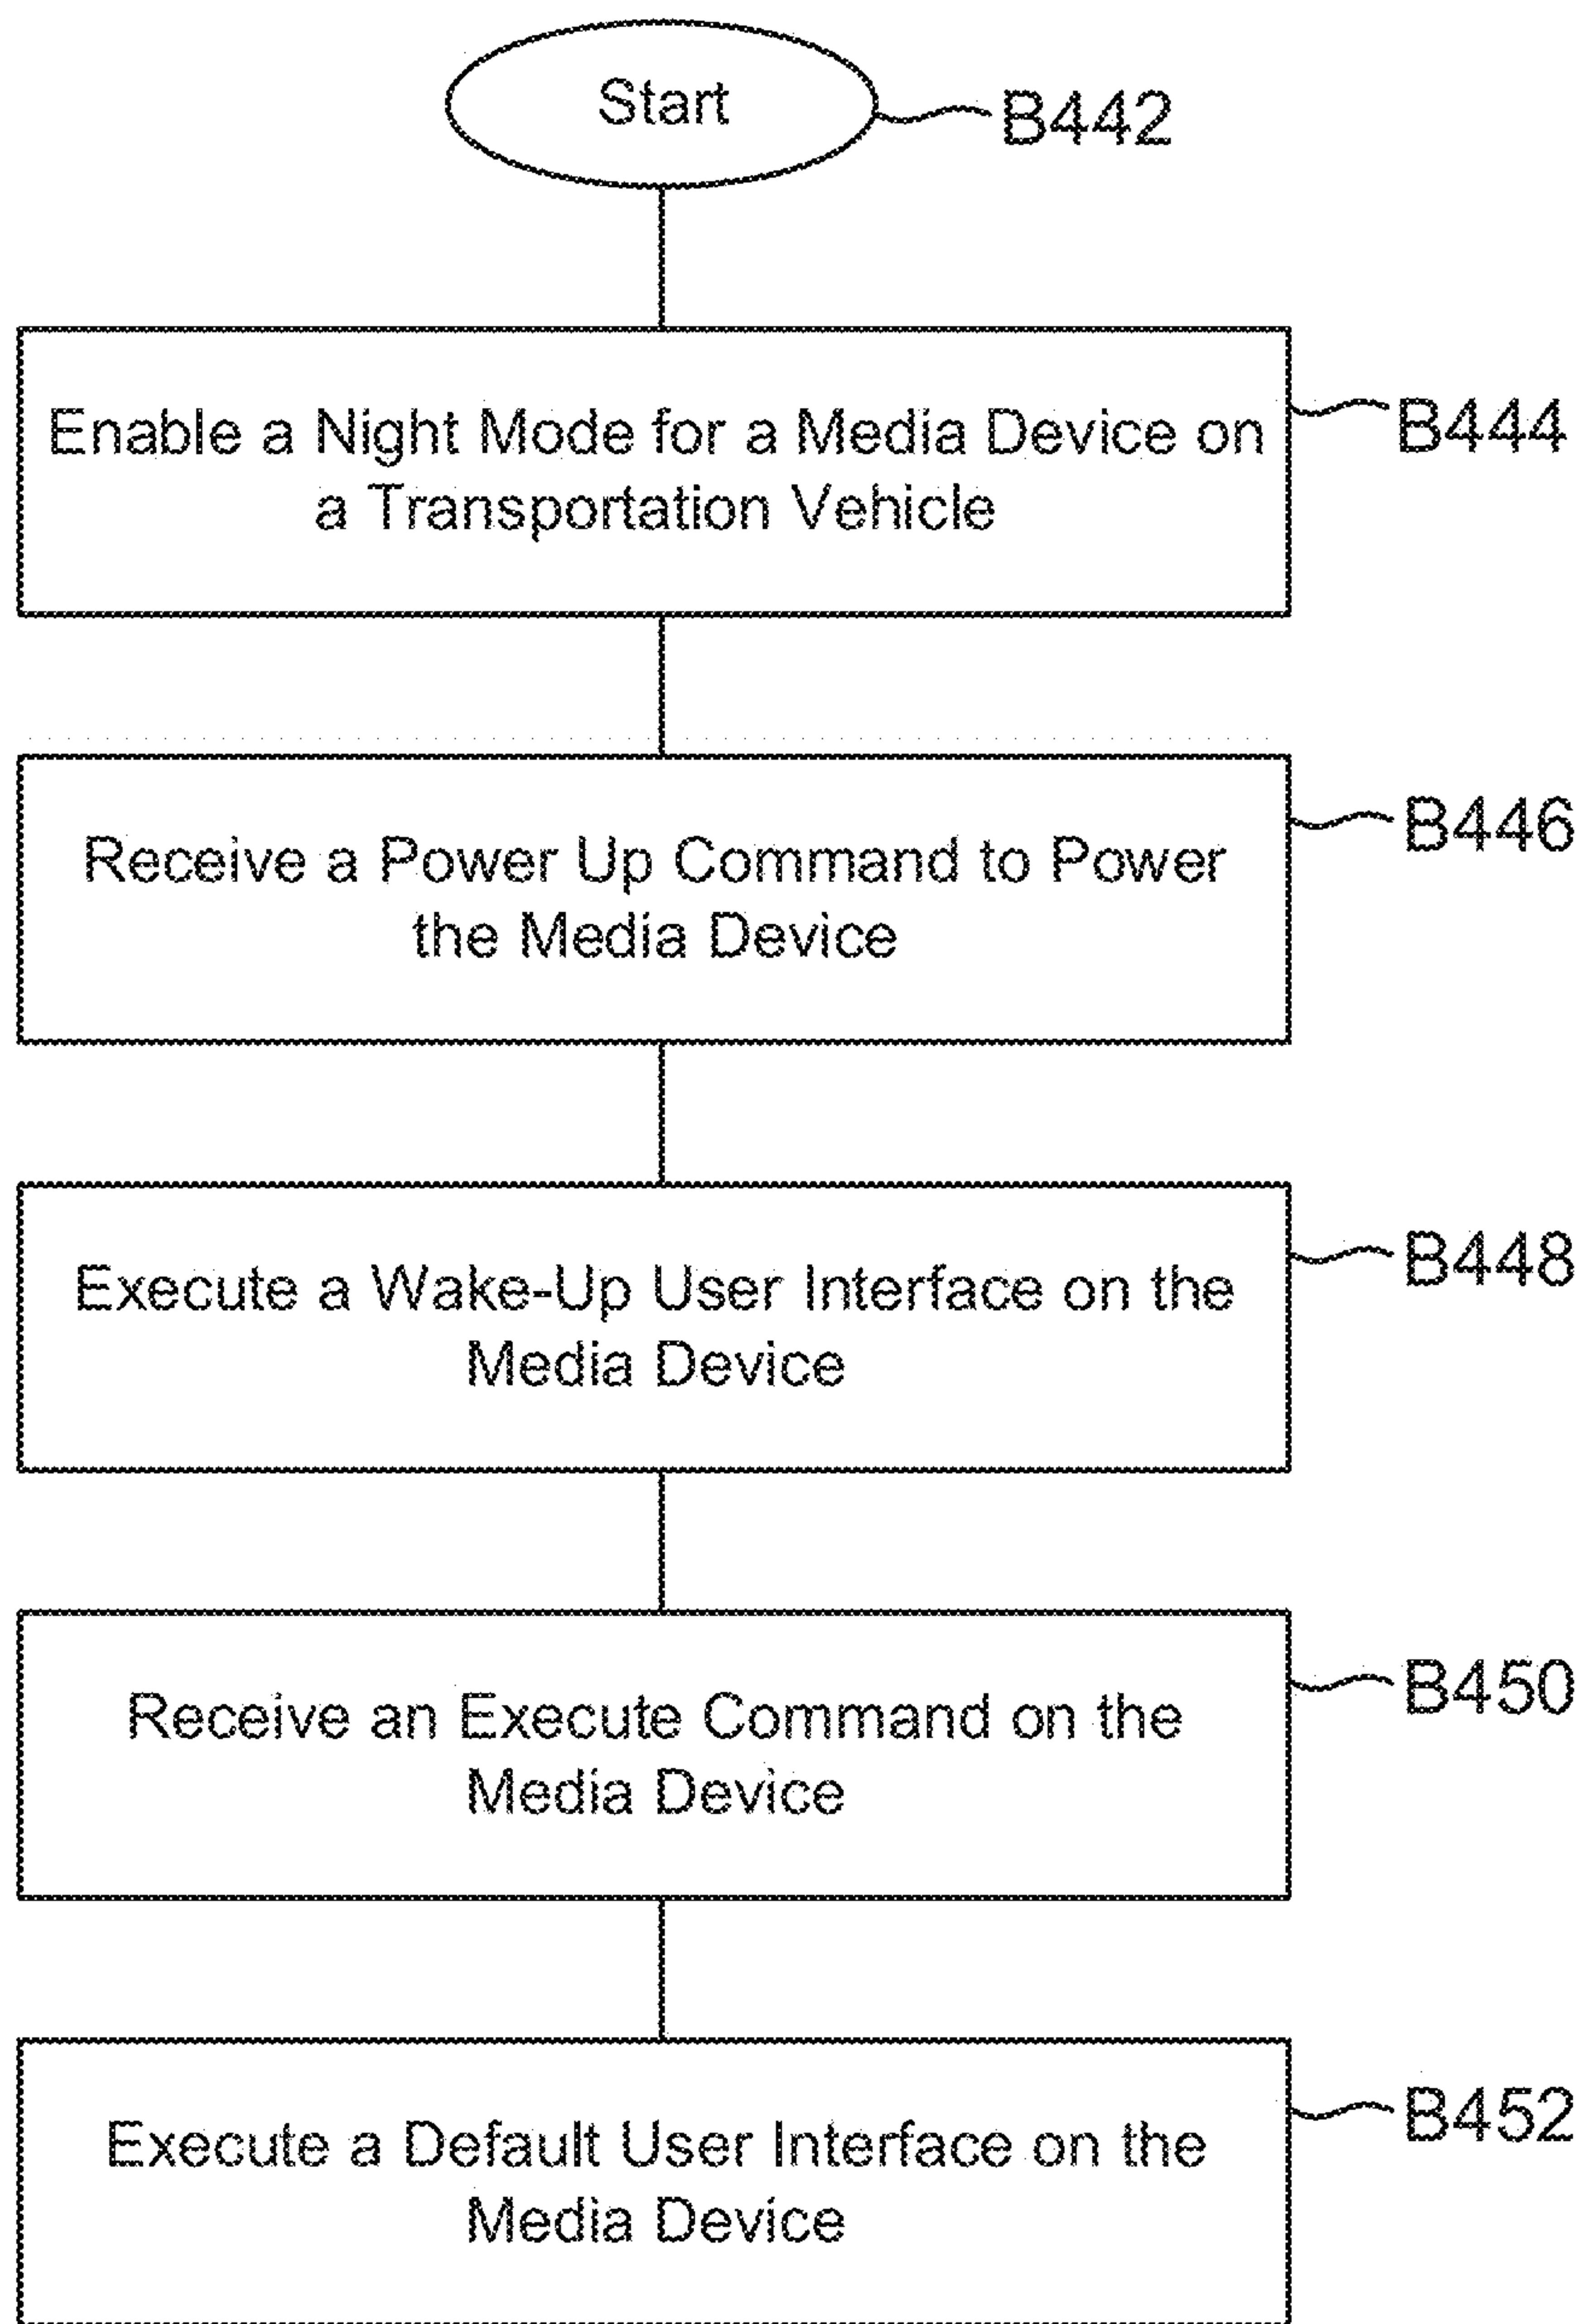 Start
B442
Enable a Night Mode for a Media Device on
a Transportation Vehicle
B444
Receive a Power Up Command to Power
the Media Device
B446
Execute a Wake-Up User Interface on the
Media Device
B448
Receive an Execute Command on the
Media Device
B450
Execute a Default User Interface on the
Media Device
B452